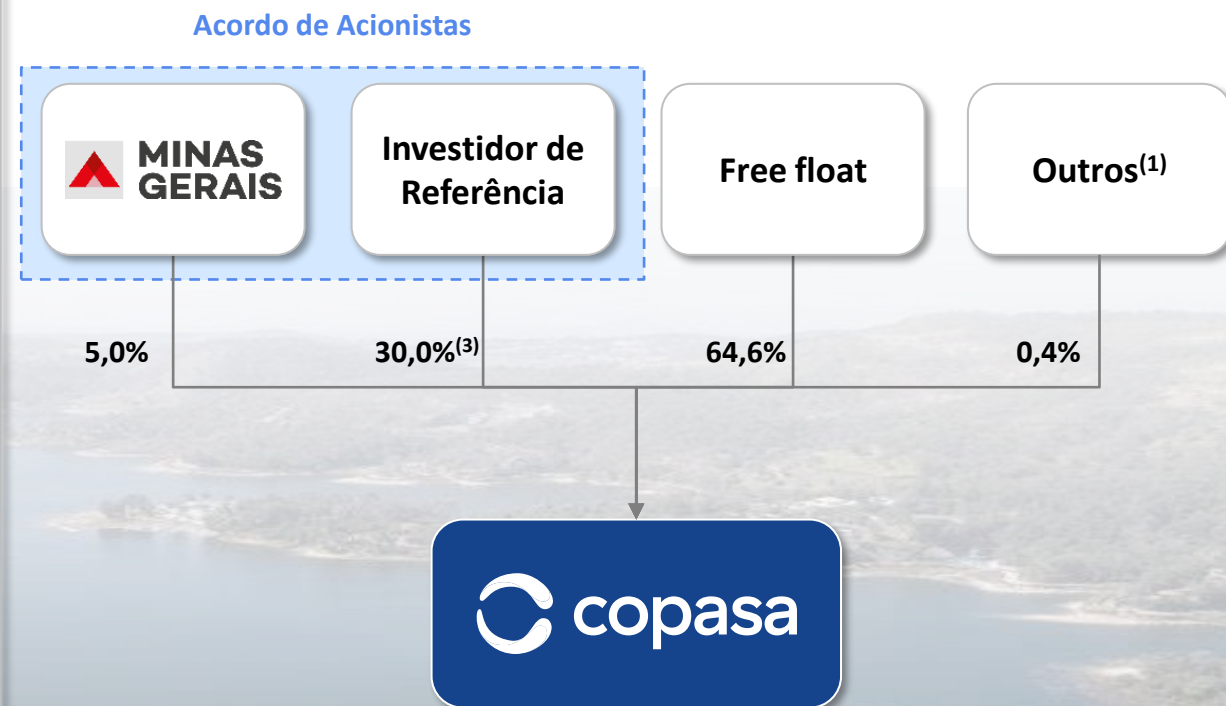 Acordo de Acionistas
MINAS
GERAIS
Investidor de
Referência
Free float
Outros(1)
5,0%
30,0%(3)
64,6%
0,4%
copasa